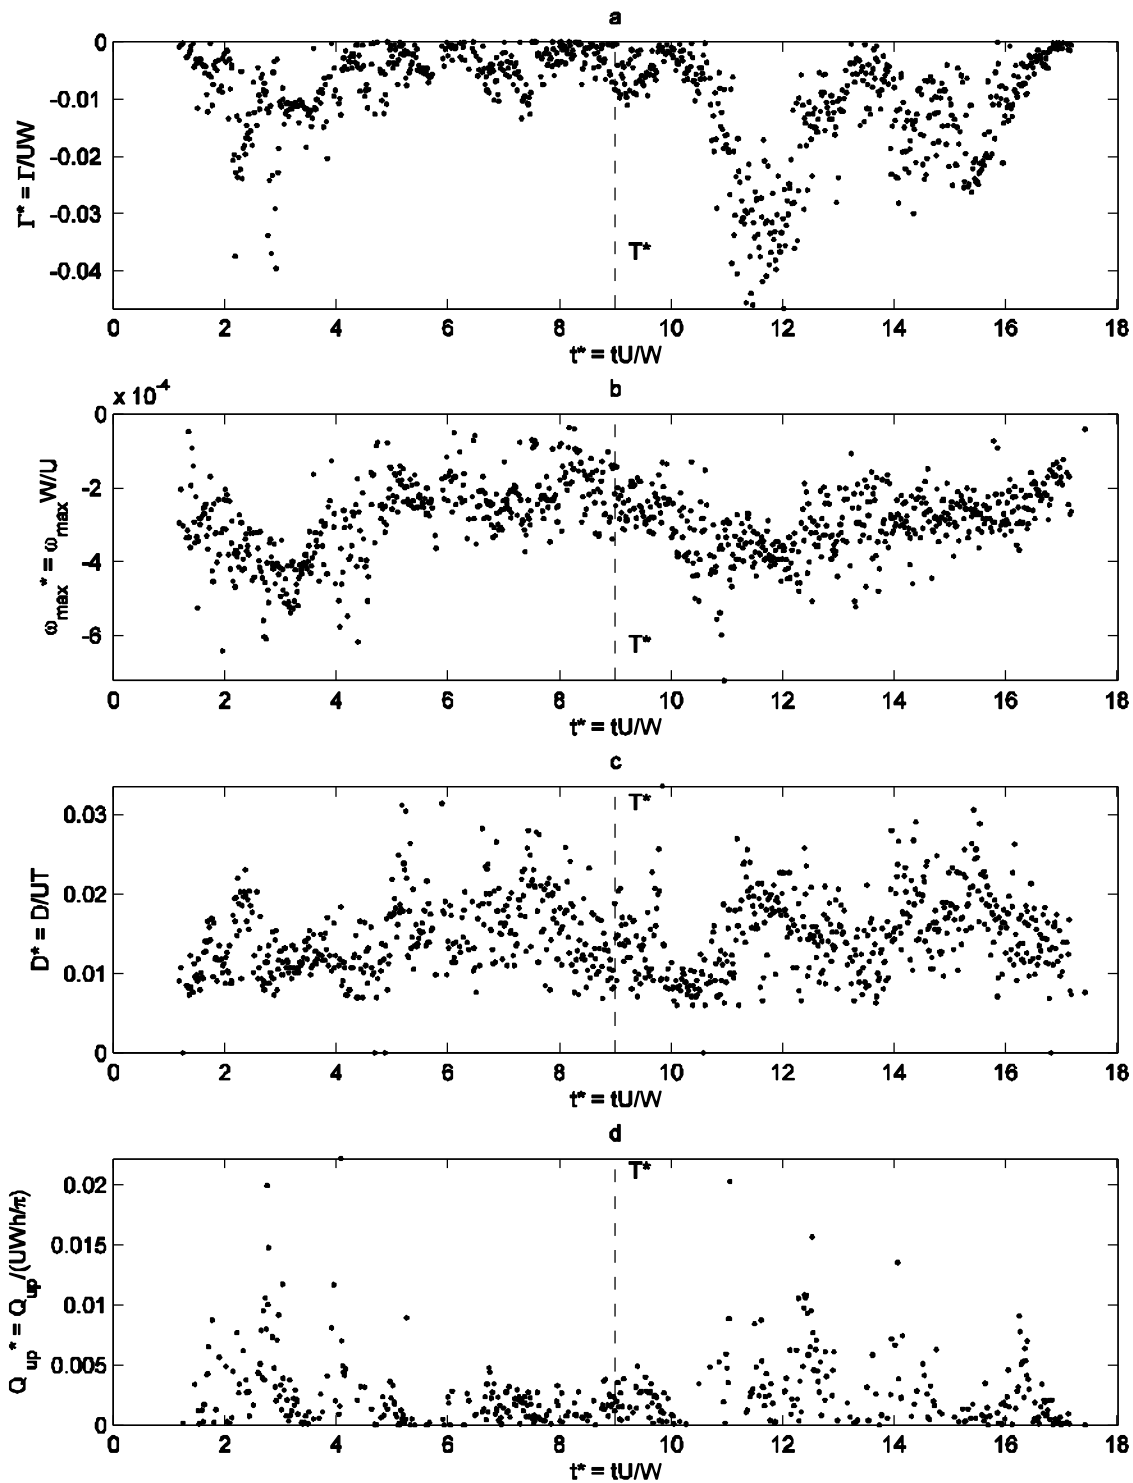 a
0
-0.01
-0.02
-0.03
-0.04
Γ* = Γ/UW
T*
0 2 4 6 8 10 12 14 16 18
t* = tU/W
b
x 10^-4
0
-2
-4
-6
ω_max* = ω_max W/U
T*
0 2 4 6 8 10 12 14 16 18
t* = tU/W
c
0.03
0.02
0.01
0
D* = D/UT
T*
0 2 4 6 8 10 12 14 16 18
t* = tU/W
d
0.02
0.015
0.01
0.005
0
Q_up* = Q_up/(UWh/π)
T*
0 2 4 6 8 10 12 14 16 18
t* = tU/W